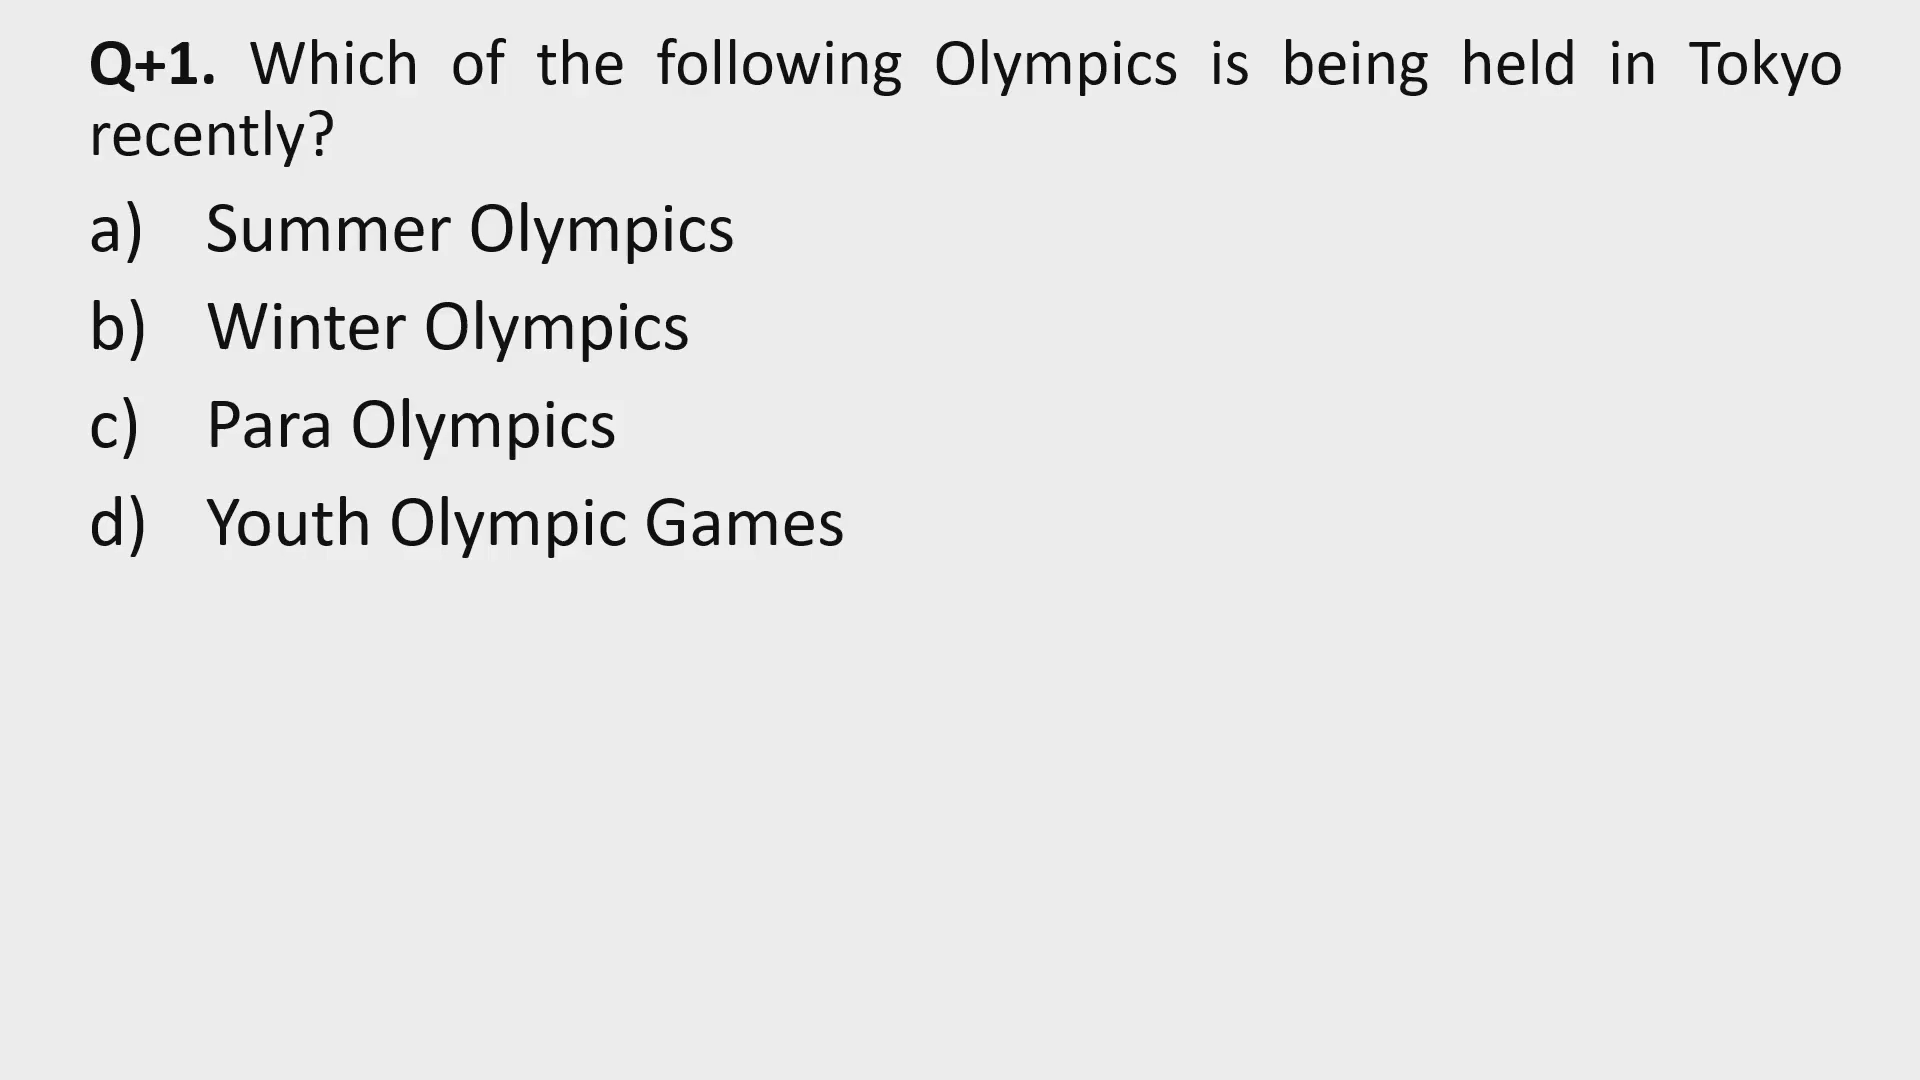 Q+1. Which of the following Olympics is being held in Tokyo
recently?
a) Summer Olympics
b) Winter Olympics
c) Para Olympics
d) Youth Olympic Games